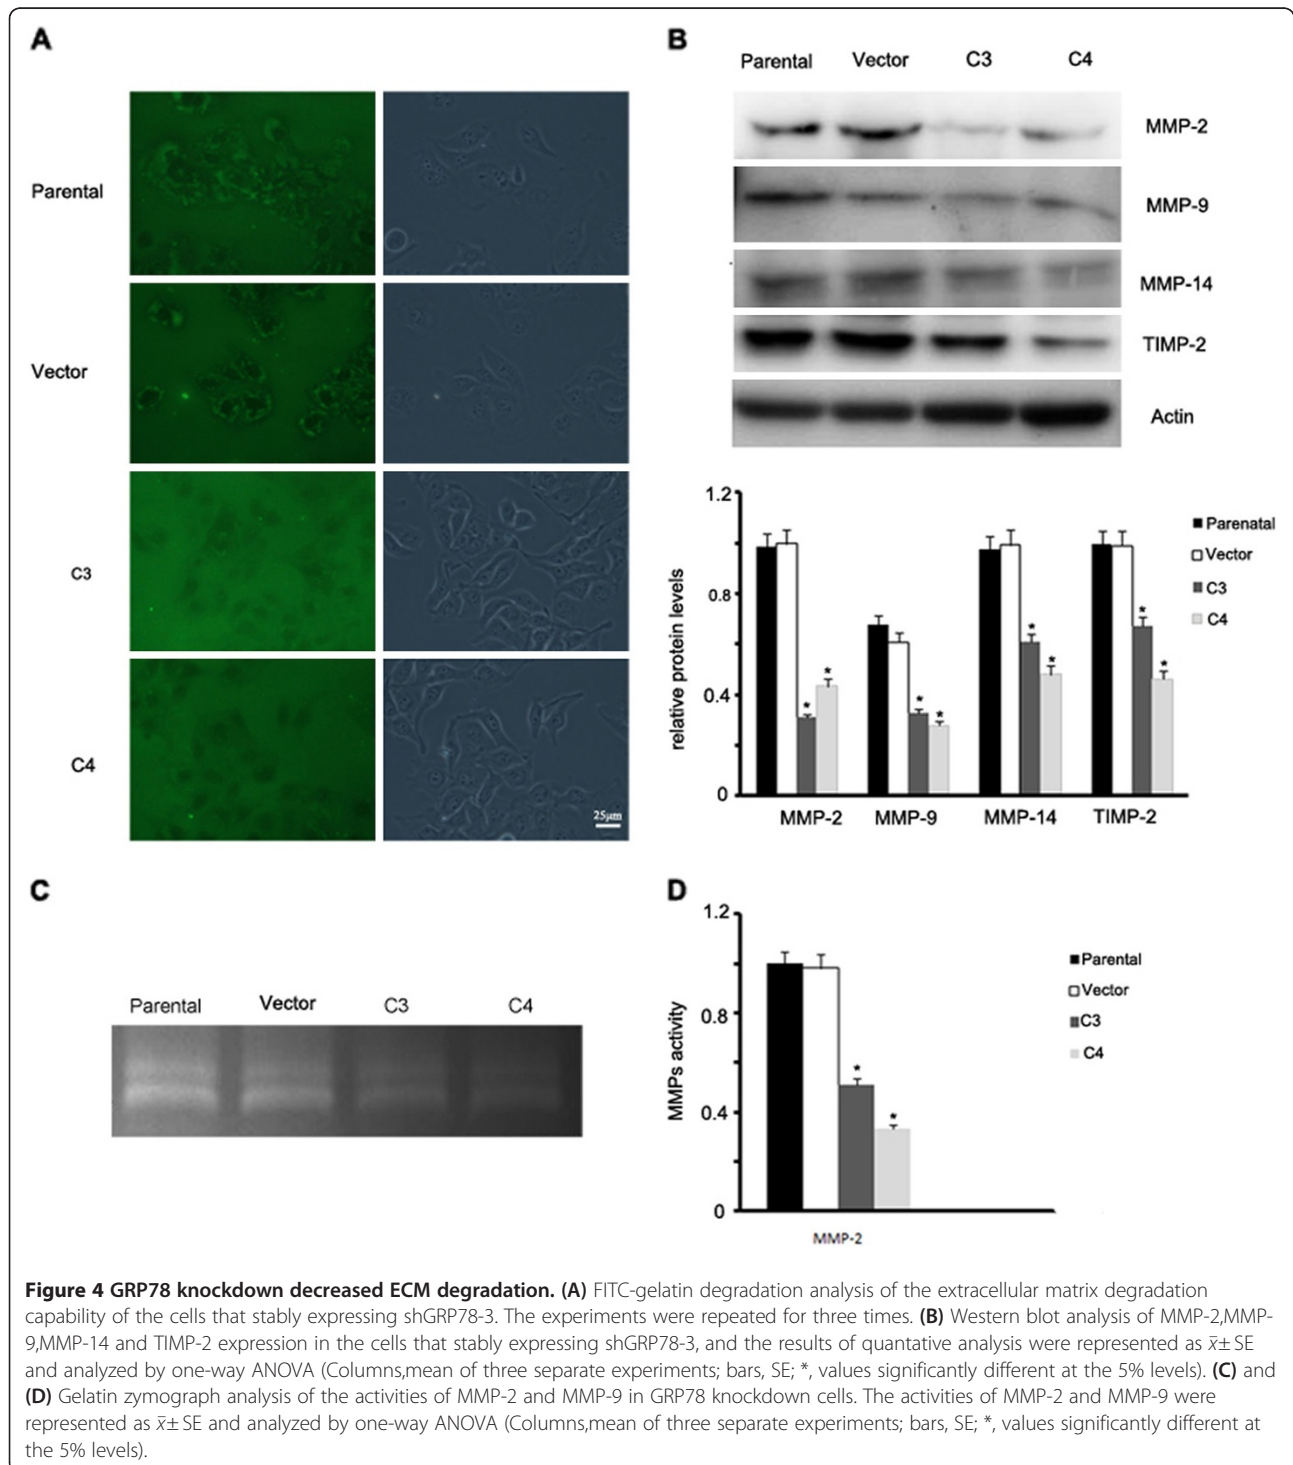 A
Parental
Vector
C3
C4
25μm
B
Parental Vector C3 C4
MMP-2
MMP-9
MMP-14
TIMP-2
Actin
relative protein levels
1.2
0.8
0.4
0
MMP-2 MMP-9 MMP-14 TIMP-2
Parenatal
Vector
C3
C4
* * * * * * * *
C
Parental Vector C3 C4
D
MMPs activity
1.2
0.8
0.4
0
* *
MMP-2
Parental
Vector
C3
C4
Figure 4 GRP78 knockdown decreased ECM degradation. (A) FITC-gelatin degradation analysis of the extracellular matrix degradation
capability of the cells that stably expressing shGRP78-3. The experiments were repeated for three times. (B) Western blot analysis of MMP-2,MMP-
9,MMP-14 and TIMP-2 expression in the cells that stably expressing shGRP78-3, and the results of quantative analysis were represented as x̄± SE
and analyzed by one-way ANOVA (Columns,mean of three separate experiments; bars, SE; *, values significantly different at the 5% levels). (C) and
(D) Gelatin zymograph analysis of the activities of MMP-2 and MMP-9 in GRP78 knockdown cells. The activities of MMP-2 and MMP-9 were
represented as x̄± SE and analyzed by one-way ANOVA (Columns,mean of three separate experiments; bars, SE; *, values significantly different at
the 5% levels).